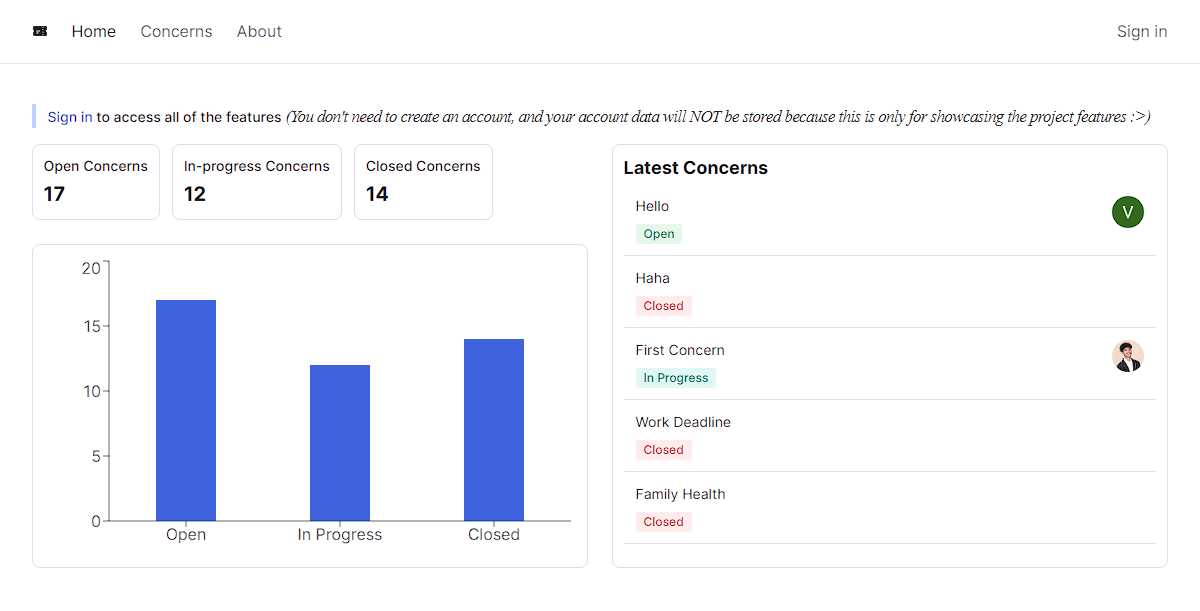 Home Concerns About Sign in
Sign in to access all of the features (You don't need to create an account, and your account data will NOT be stored because this is only for showcasing the project features :>)
Open Concerns
17
In-progress Concerns
12
Closed Concerns
14
20
15
10
5
0
Open In Progress Closed
Latest Concerns
Hello
V
Open
Haha
Closed
First Concern
In Progress
Work Deadline
Closed
Family Health
Closed